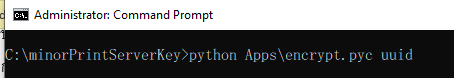 Administrator: Command Prompt
C:\minorPrintServerKey>python Apps\encrypt.pyc uuid